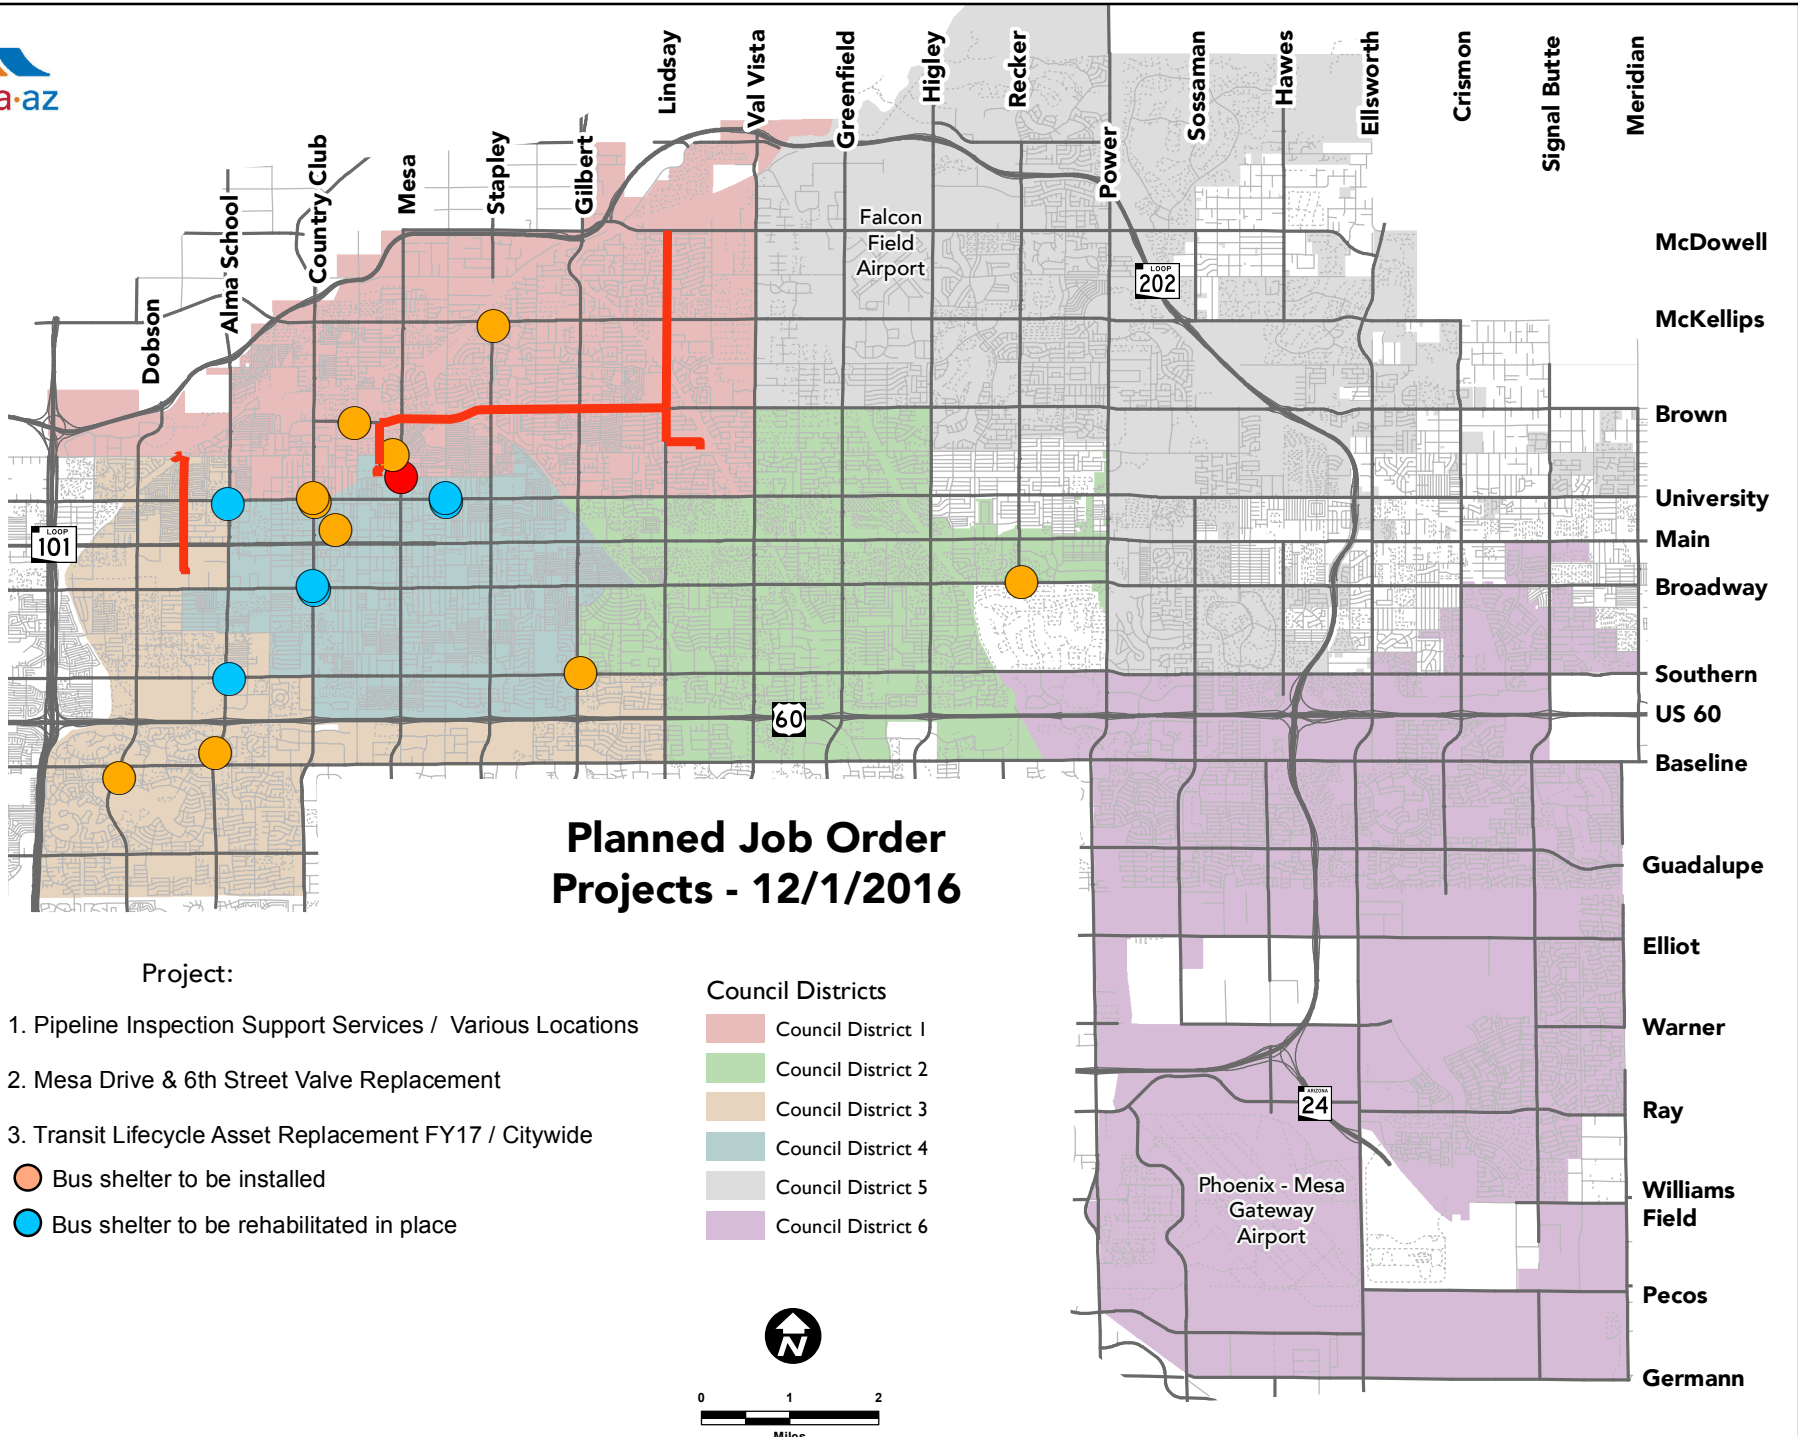 a·az
Lindsay
Val Vista
Greenfield
Higley
Recker
Power
Sossaman
Hawes
Ellsworth
Crismon
Signal Butte
Meridian
Dobson
Alma School
Country Club
Mesa
Stapley
Gilbert
Falcon
Field
Airport
LOOP
202
LOOP
101
60
McDowell
McKellips
Brown
University
Main
Broadway
Southern
US 60
Baseline
Guadalupe
Elliot
Warner
Ray
Williams
Field
Pecos
Germann
ARIZONA
24
Phoenix - Mesa
Gateway
Airport
Planned Job Order
Projects - 12/1/2016
Project:
1. Pipeline Inspection Support Services / Various Locations
2. Mesa Drive & 6th Street Valve Replacement
3. Transit Lifecycle Asset Replacement FY17 / Citywide
Bus shelter to be installed
Bus shelter to be rehabilitated in place
Council Districts
Council District 1
Council District 2
Council District 3
Council District 4
Council District 5
Council District 6
N
0 1 2
Miles